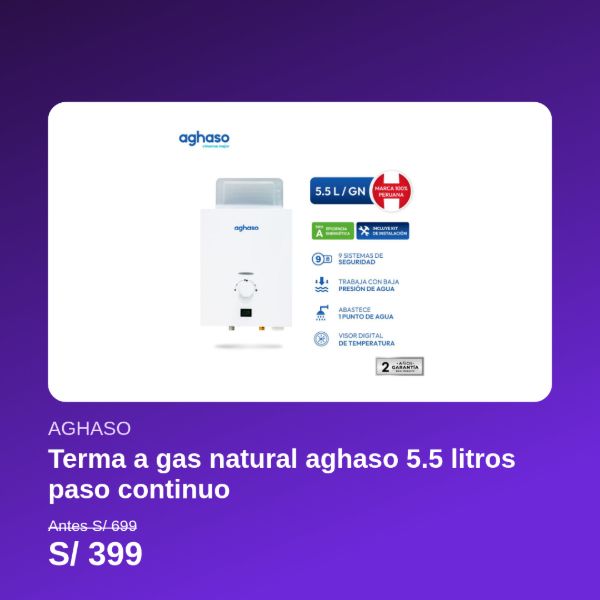 aghaso
aghaso
5.5 L / GN
MARCA 100%
PERUANA
A
EFICIENCIA
ENERGÉTICA
INCLUYE KIT
DE INSTALACIÓN
9
9 SISTEMAS DE
SEGURIDAD
TRABAJA CON BAJA
PRESIÓN DE AGUA
ABASTECE
1 PUNTO DE AGUA
VISOR DIGITAL
DE TEMPERATURA
2 AÑOS
GARANTÍA
AGHASO
Terma a gas natural aghaso 5.5 litros
paso continuo
Antes S/ 699
S/ 399